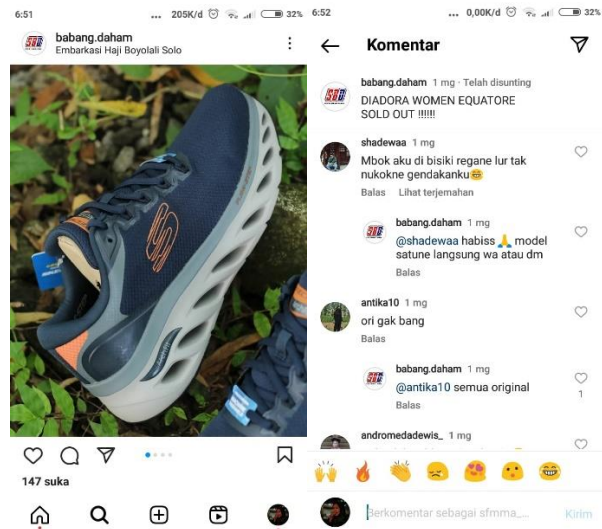 6:51
... 205K/d 32%
babang.daham
Embarkasi Haji Boyolali Solo
147 suka
6:52
... 0,00K/d 32%
Komentar
babang.daham 1 mg · Telah disunting
DIADORA WOMEN EQUATORE
SOLD OUT !!!!!!
shadewaa 1 mg
Mbok aku di bisiki regane lur tak
nukokne gendakanku😆
Balas Lihat terjemahan
babang.daham 1 mg
@shadewaa habiss 🙏 model
satune langsung wa atau dm
Balas
antika10 1 mg
ori gak bang
Balas
babang.daham 1 mg
@antika10 semua original
1
Balas
andromedadewis_ 1 mg
Berkomentar sebagai sfmma_...
Kirim